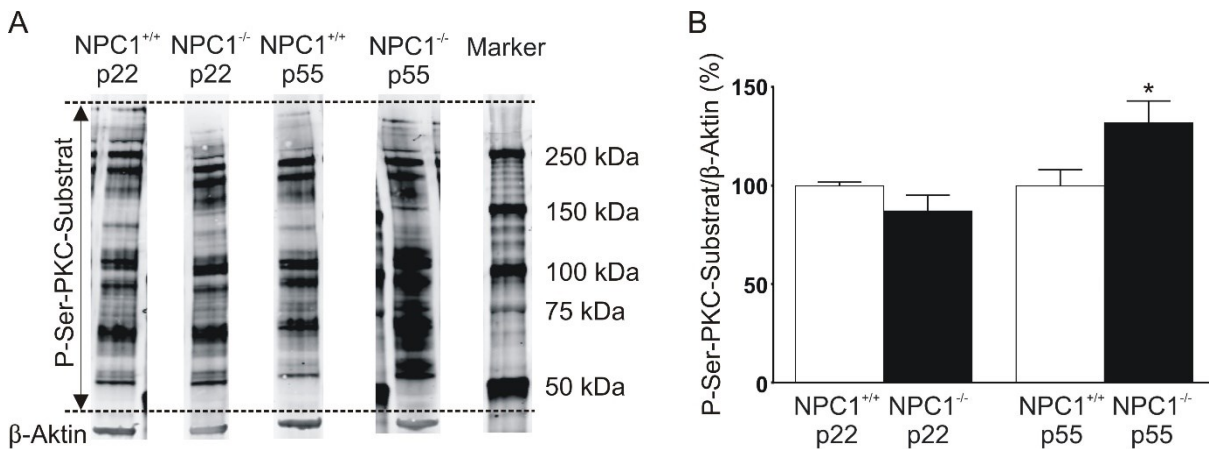 A
NPC1+/+ NPC1-/- NPC1+/+ NPC1-/- Marker
p22 p22 p55 p55
P-Ser-PKC-Substrat
250 kDa
150 kDa
100 kDa
75 kDa
50 kDa
β-Aktin
B
P-Ser-PKC-Substrat/β-Aktin (%)
150
100
50
0
*
NPC1+/+ NPC1-/- NPC1+/+ NPC1-/-
p22 p22 p55 p55